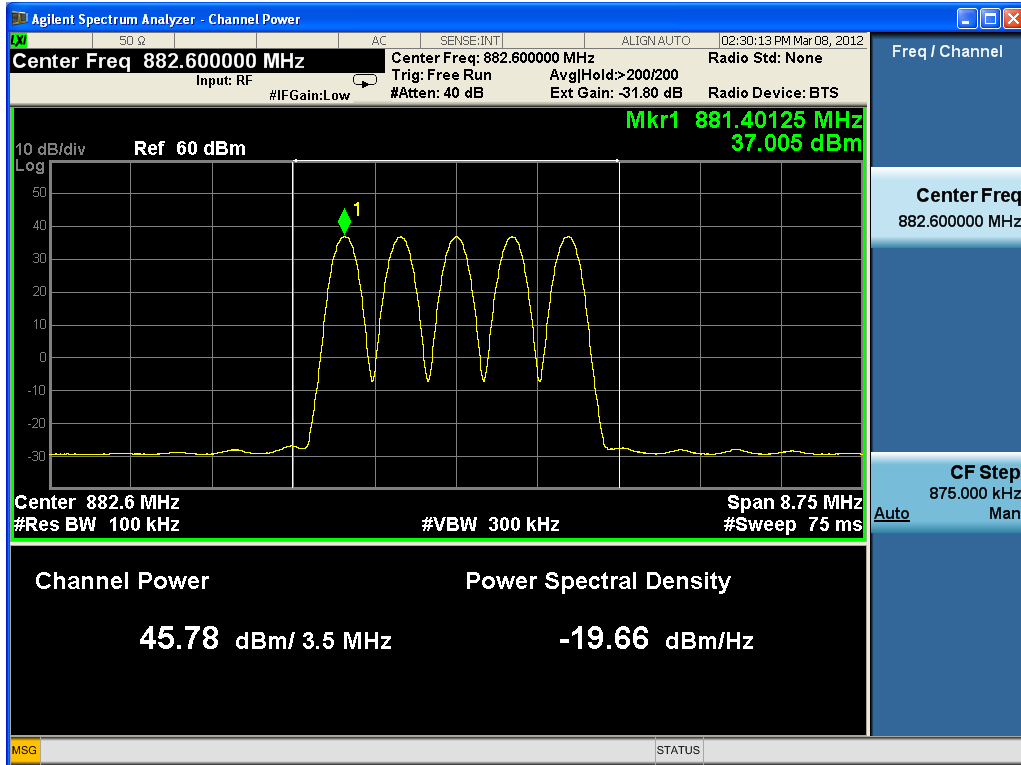 Agilent Spectrum Analyzer - Channel Power
LXI 50 Ω AC SENSE:INT ALIGN AUTO 02:30:13 PM Mar 08, 2012
Center Freq 882.600000 MHz
Input: RF
#IFGain:Low
Center Freq: 882.600000 MHz
Trig: Free Run Avg|Hold:>200/200
#Atten: 40 dB Ext Gain: -31.80 dB
Radio Std: None
Radio Device: BTS
Mkr1 881.40125 MHz
37.005 dBm
10 dB/div Ref 60 dBm
Log
50
40
30
20
10
0
-10
-20
-30
1
Center 882.6 MHz Span 8.75 MHz
#Res BW 100 kHz #VBW 300 kHz #Sweep 75 ms
Channel Power Power Spectral Density
45.78 dBm/ 3.5 MHz -19.66 dBm/Hz
Freq / Channel
Center Freq
882.600000 MHz
CF Step
875.000 kHz
Auto Man
MSG STATUS